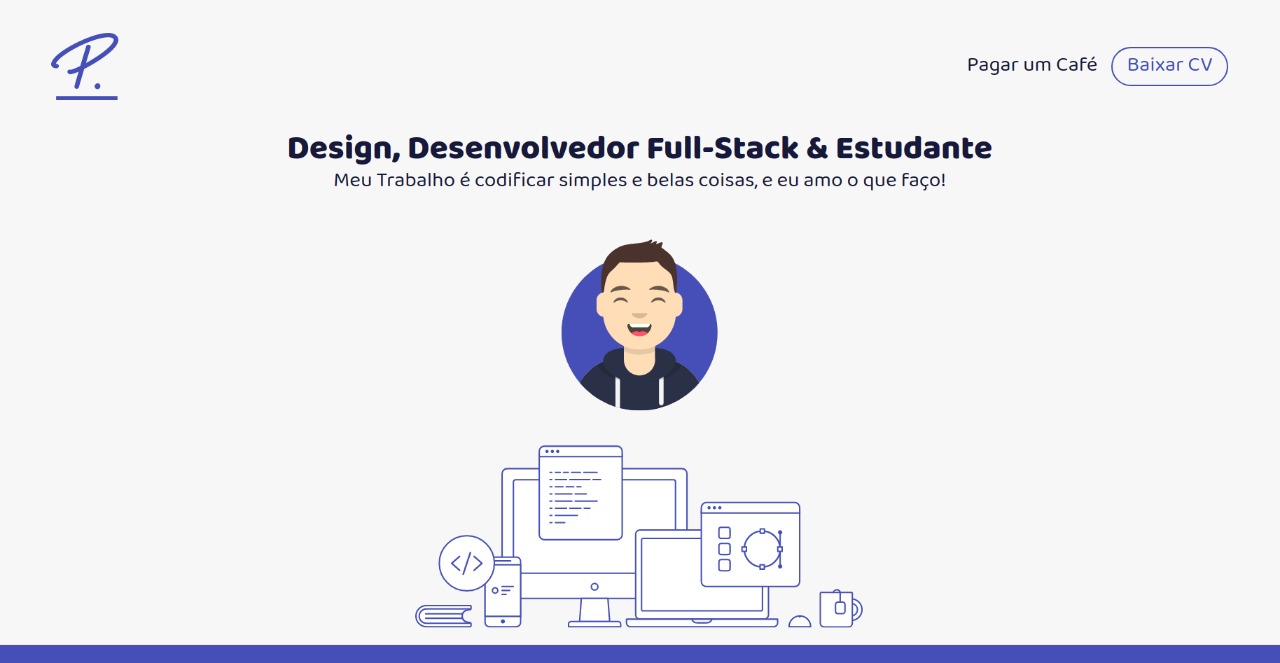 P.
Pagar um Café
Baixar CV
Design, Desenvolvedor Full-Stack & Estudante
Meu Trabalho é codificar simples e belas coisas, e eu amo o que faço!
</>